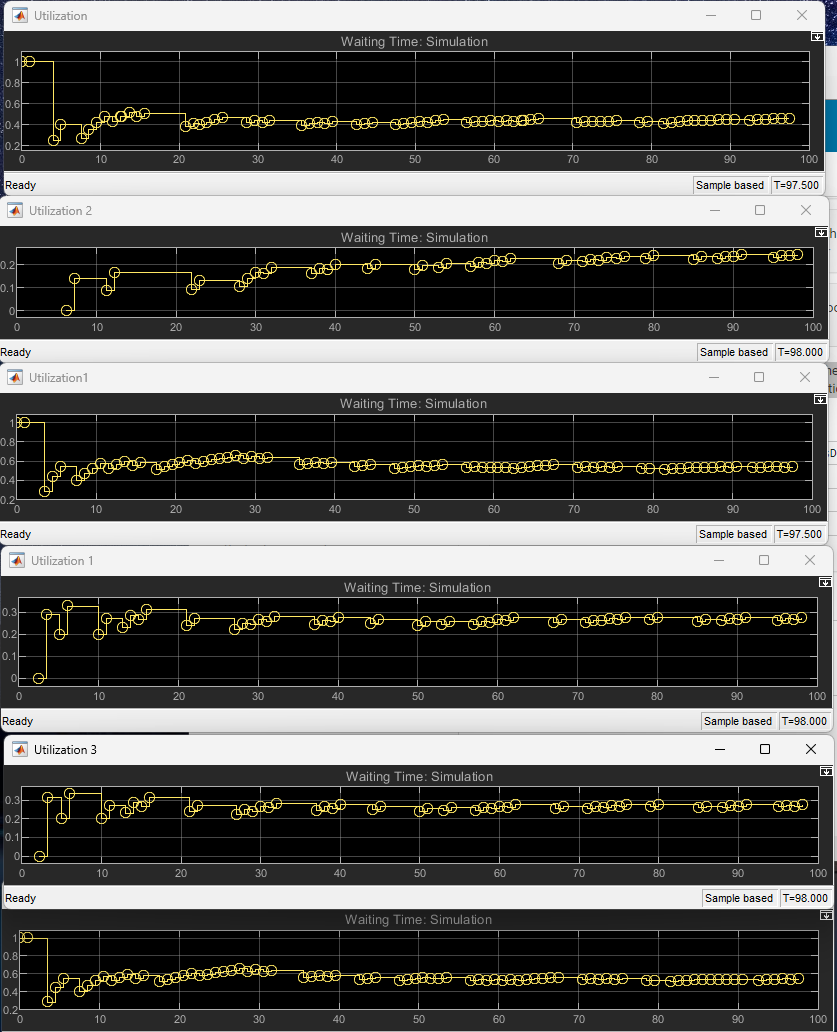 Utilization
Waiting Time: Simulation
1
0.8
0.6
0.4
0.2
10 20 30 40 50 60 70 80 90 100
Ready Sample based T=97.500
Utilization 2
Waiting Time: Simulation
0.2
0.1
0
0 10 20 30 40 50 60 70 80 90 100
Ready Sample based T=98.000
Utilization1
Waiting Time: Simulation
1
0.8
0.6
0.4
0.2
0 10 20 30 40 50 60 70 80 90 100
Ready Sample based T=97.500
Utilization 1
Waiting Time: Simulation
0.3
0.2
0.1
0
0 10 20 30 40 50 60 70 80 90 100
Ready Sample based T=98.000
Utilization 3
Waiting Time: Simulation
0.3
0.2
0.1
0
0 10 20 30 40 50 60 70 80 90 100
Ready Sample based T=98.000
Waiting Time: Simulation
1
0.8
0.6
0.4
0.2
0 10 20 30 40 50 60 70 80 90 100